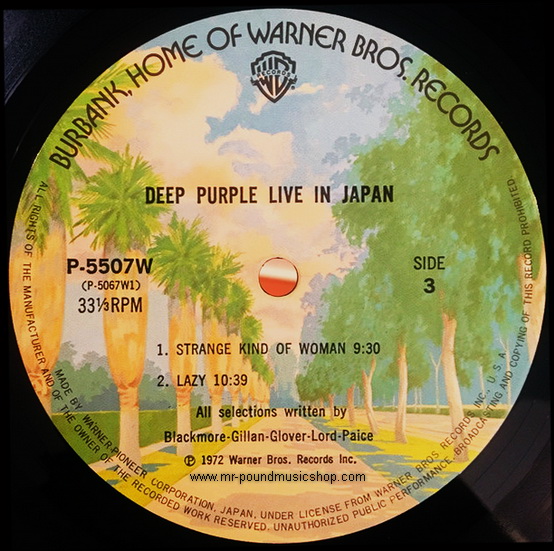 BURBANK, HOME OF WARNER BROS. RECORDS
RECORDS
DEEP PURPLE LIVE IN JAPAN
P-5507W
(P-5067W1)
33⅓RPM
SIDE
3
1. STRANGE KIND OF WOMAN 9:30
2. LAZY 10:39
All selections written by
Blackmore-Gillan-Glover-Lord-Paice
℗ 1972 Warner Bros. Records Inc.
www.mr-poundmusicshop.com
MADE BY WARNER-PIONEER CORPORATION, JAPAN, UNDER LICENSE FROM WARNER BROS RECORDS INC., U.S.A.
ALL RIGHTS OF THE MANUFACTURER AND OF THE OWNER OF THE RECORDED WORK RESERVED. UNAUTHORIZED PUBLIC PERFORMANCE BROADCASTING AND COPYING OF THIS RECORD PROHIBITED